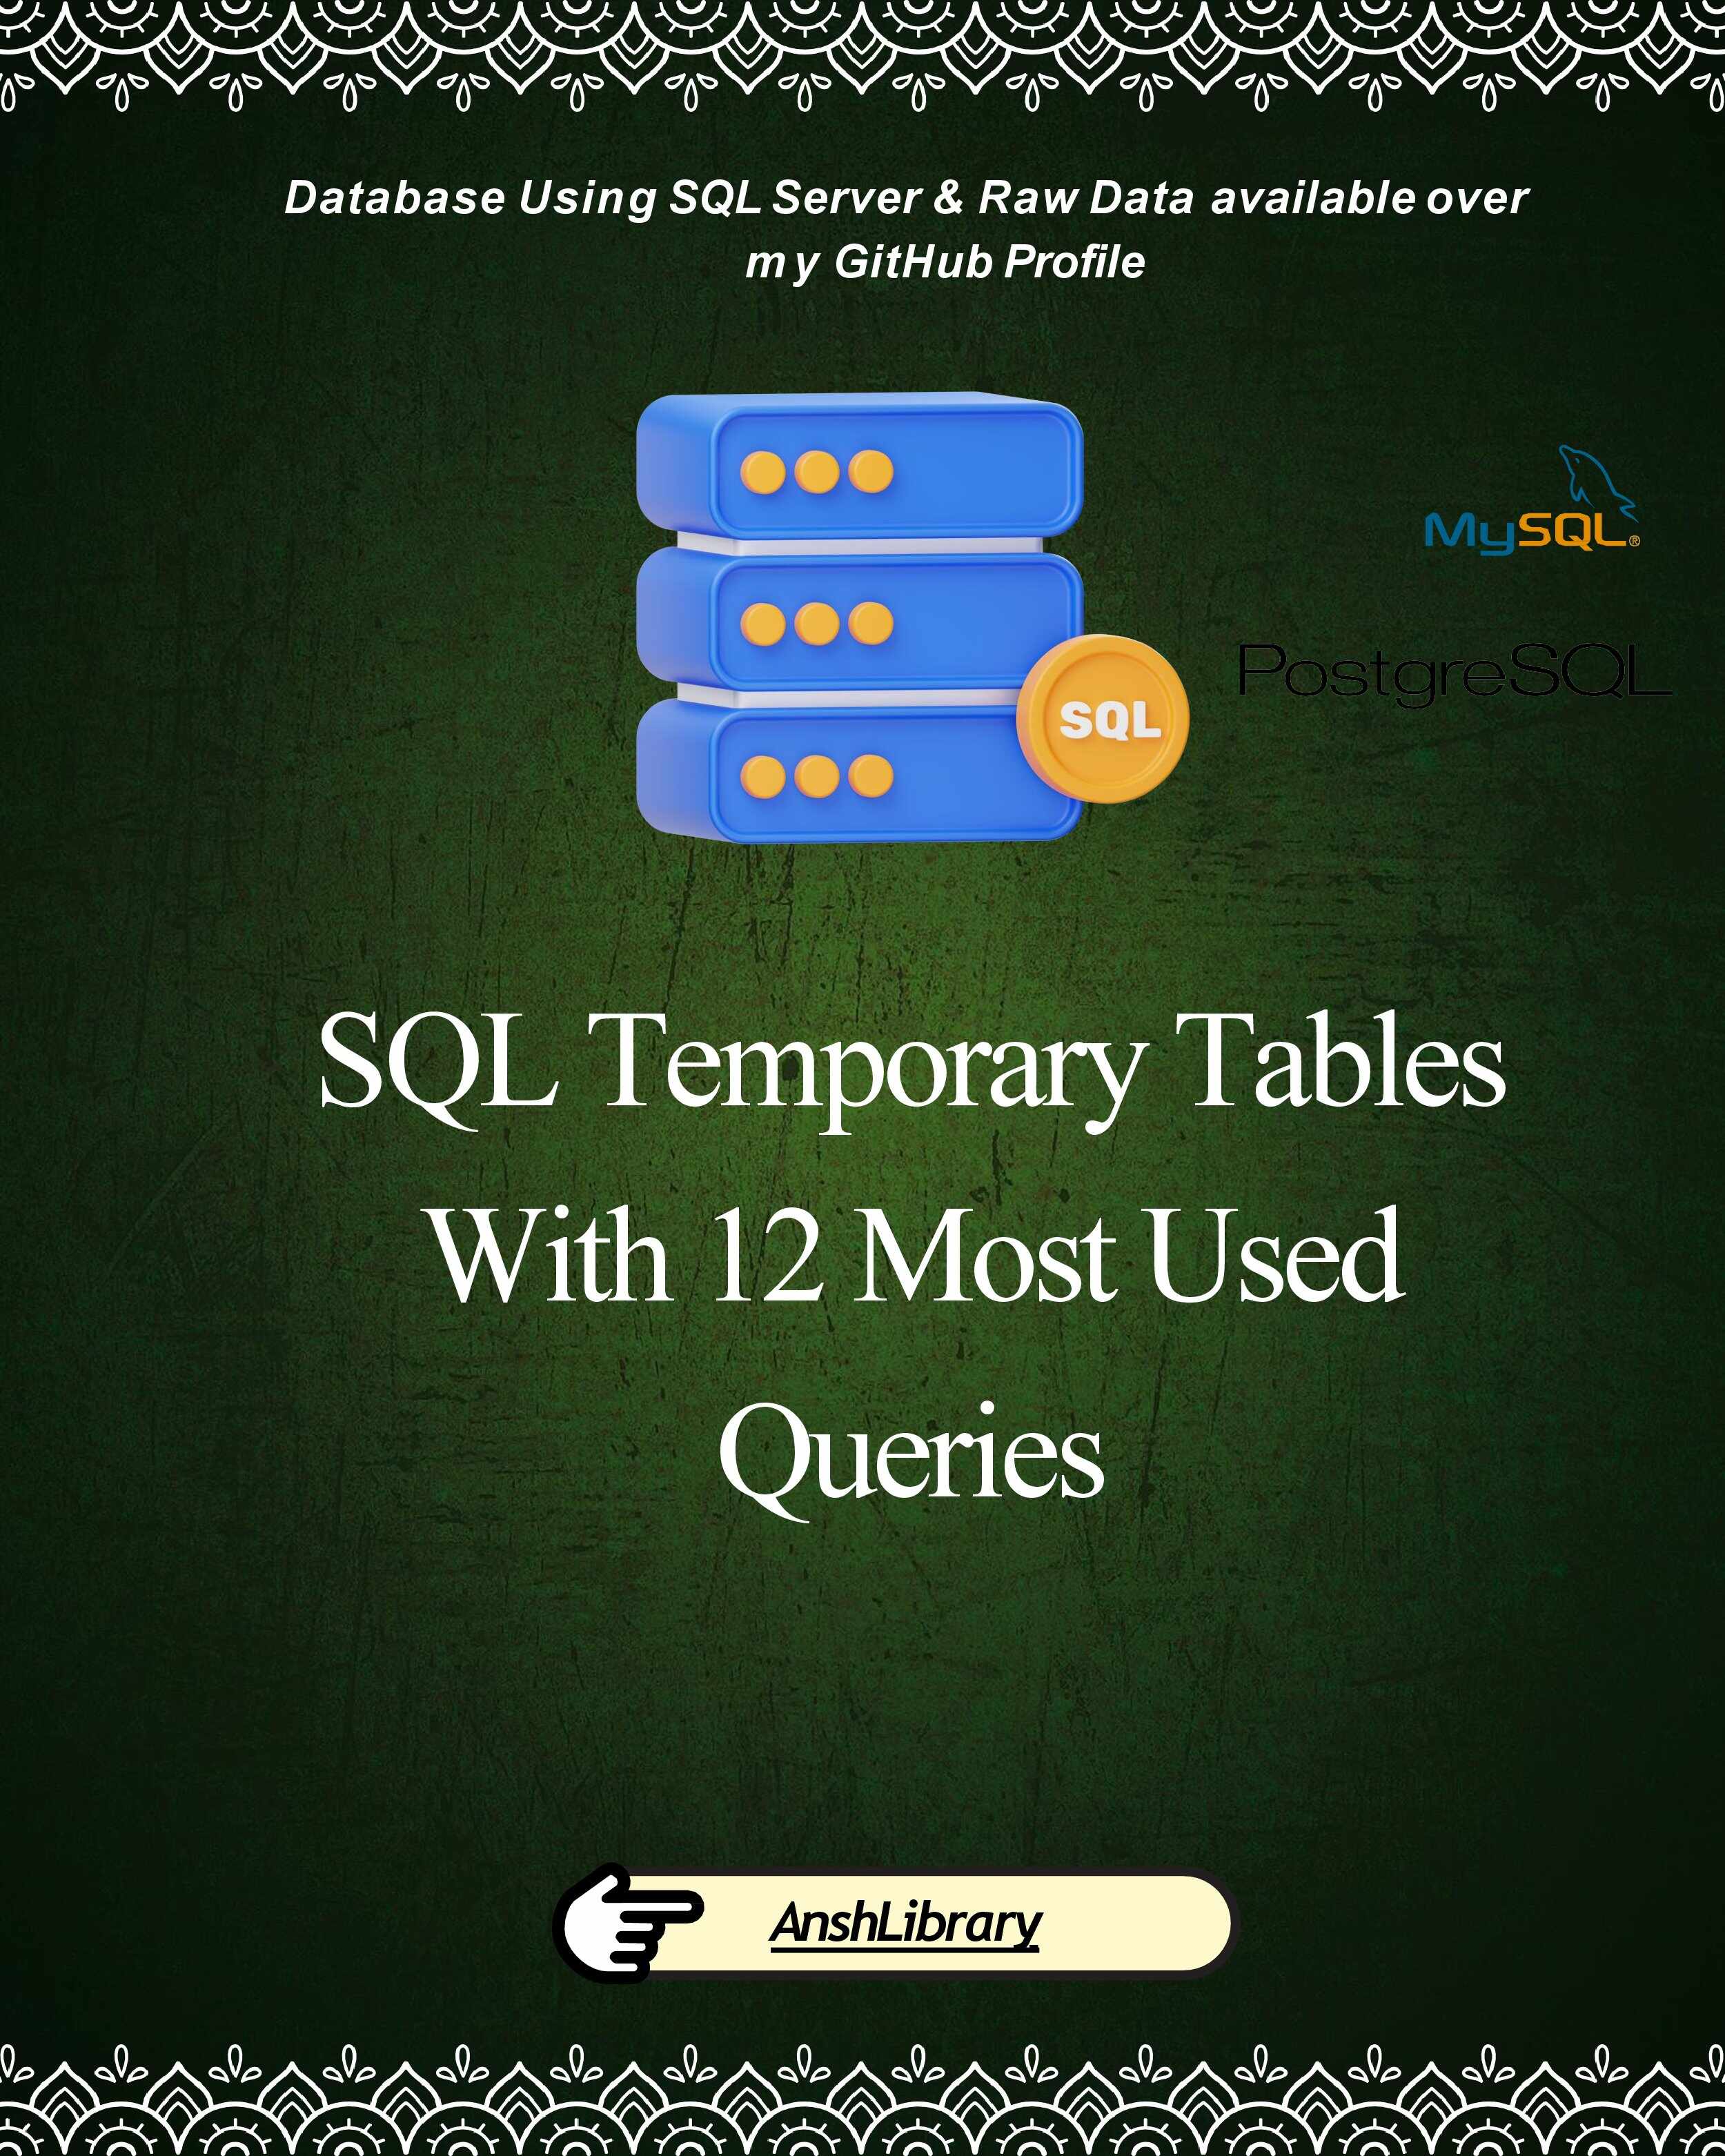 Database Using SQL Server & Raw Data available over
my GitHub Profile
MySQL®
PostgreSQL
SQL
SQL Temporary Tables
With 12 Most Used
Queries
AnshLibrary